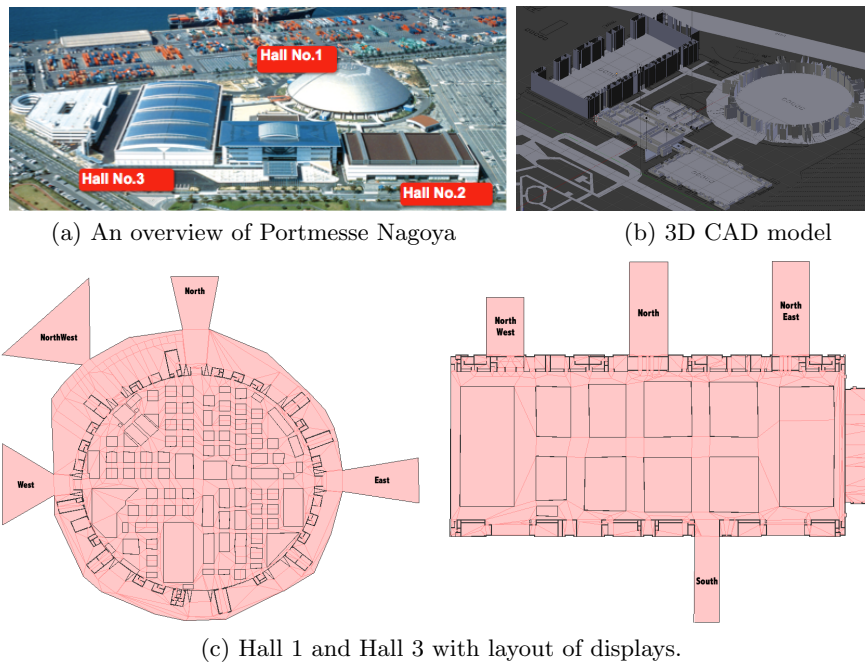 Hall No.1
Hall No.3
Hall No.2
(a) An overview of Portmesse Nagoya
(b) 3D CAD model
North
NorthWest
West
East
North
West
North
North
East
South
(c) Hall 1 and Hall 3 with layout of displays.